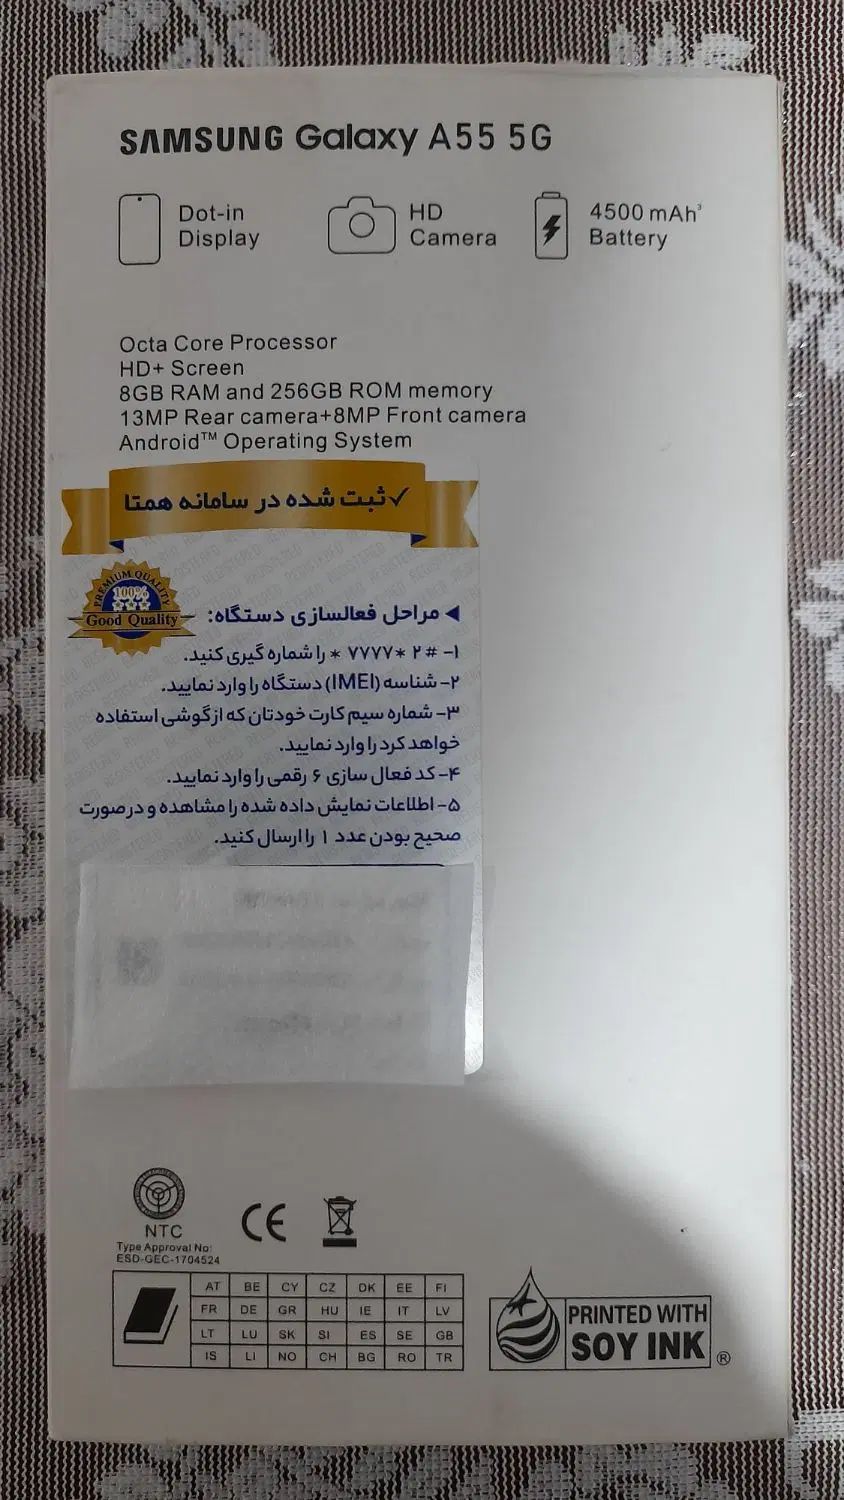 SAMSUNG Galaxy A55 5G
Dot-in
Display
HD
Camera
4500 mAh³
Battery
Octa Core Processor
HD+ Screen
8GB RAM and 256GB ROM memory
13MP Rear camera+8MP Front camera
Android™ Operating System
✓ثبت شده در سامانه همتا
PREMIUM QUALITY
100%
Good Quality
◀ مراحل فعالسازی دستگاه:
۱- # ۲ *۷۷۷۷ * را شماره گیری کنید.
۲- شناسه (IMEI) دستگاه را وارد نمایید.
۳- شماره سیم کارت خودتان که از گوشی استفاده
خواهد کرد را وارد نمایید.
۴- کد فعال سازی ۶ رقمی را وارد نمایید.
۵- اطلاعات نمایش داده شده را مشاهده و درصورت
صحیح بودن عدد ۱ را ارسال کنید.
NTC
Type Approval No:
ESD-GEC-1704524
CE
AT BE CY CZ DK EE FI
FR DE GR HU IE IT LV
LT LU SK SI ES SE GB
IS LI NO CH BG RO TR
PRINTED WITH
SOY INK ®